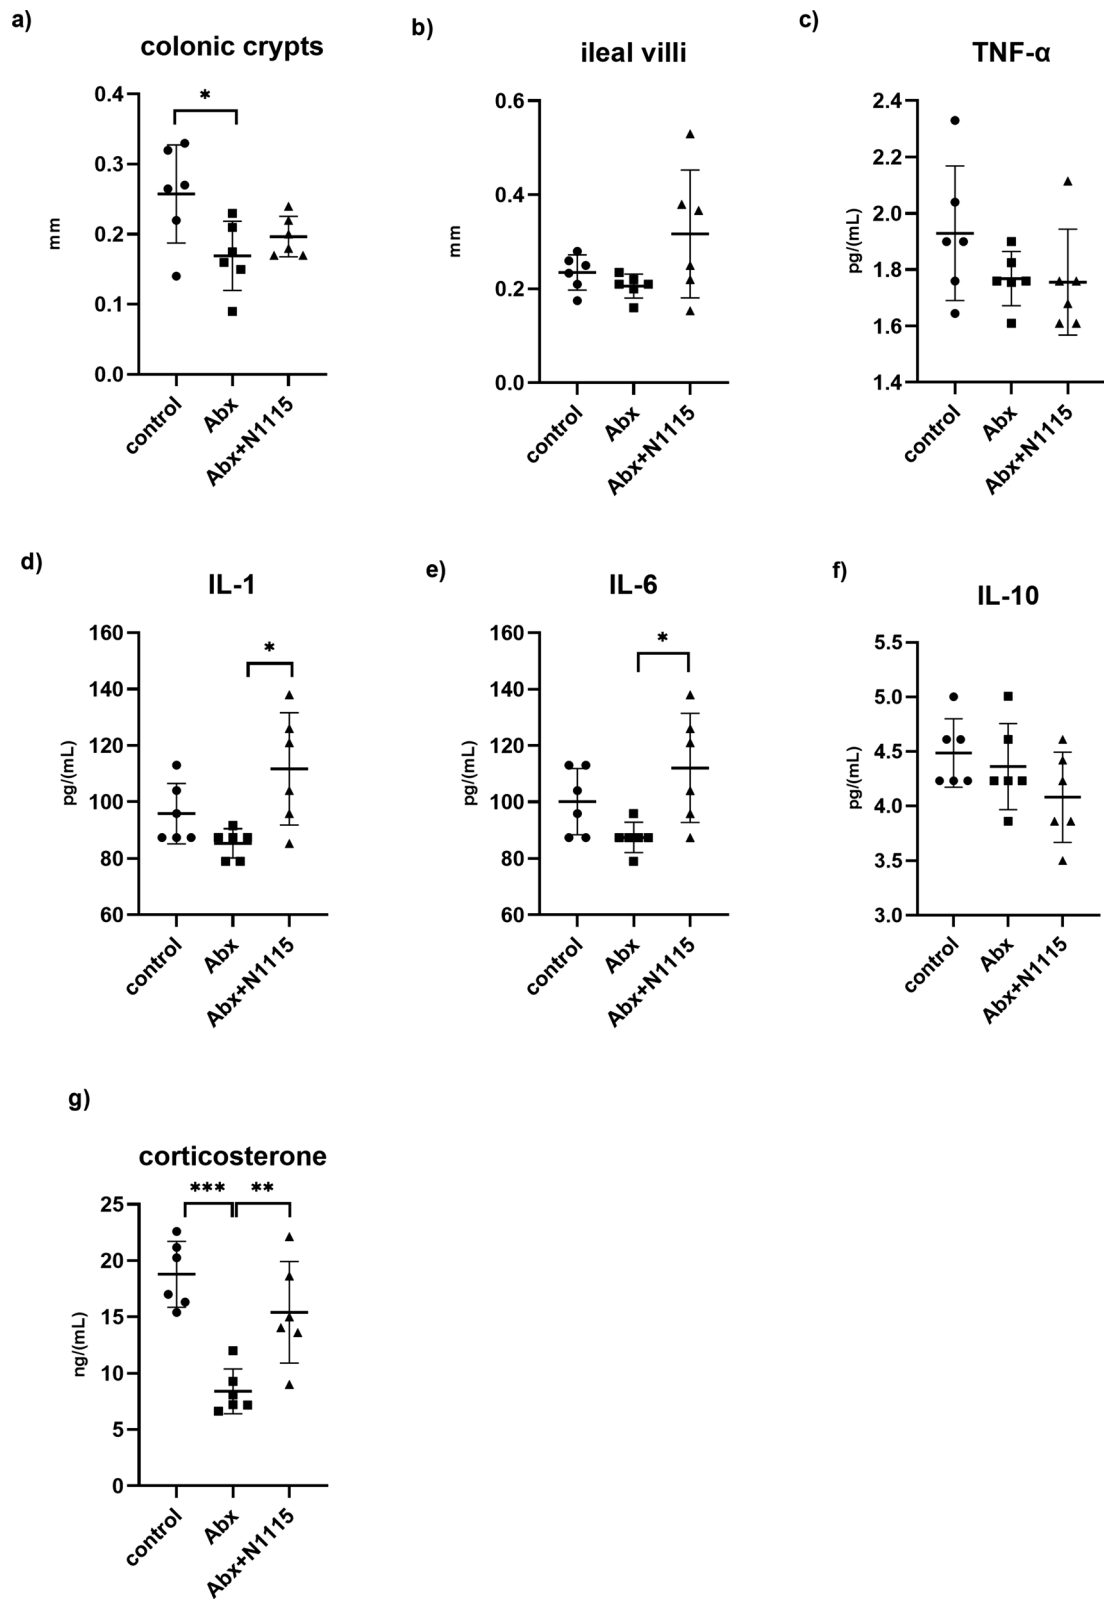 a)
colonic crypts
*
0.4
0.3
0.2
0.1
0.0
mm
control
Abx
Abx+N1115
b)
ileal villi
0.6
0.4
0.2
0.0
mm
control
Abx
Abx+N1115
c)
TNF-α
2.4
2.2
2.0
1.8
1.6
1.4
pg/(mL)
control
Abx
Abx+N1115
d)
IL-1
*
160
140
120
100
80
60
pg/(mL)
control
Abx
Abx+N1115
e)
IL-6
*
160
140
120
100
80
60
pg/(mL)
control
Abx
Abx+N1115
f)
IL-10
5.5
5.0
4.5
4.0
3.5
3.0
pg/(mL)
control
Abx
Abx+N1115
g)
corticosterone
*** **
25
20
15
10
5
0
ng/(mL)
control
Abx
Abx+N1115